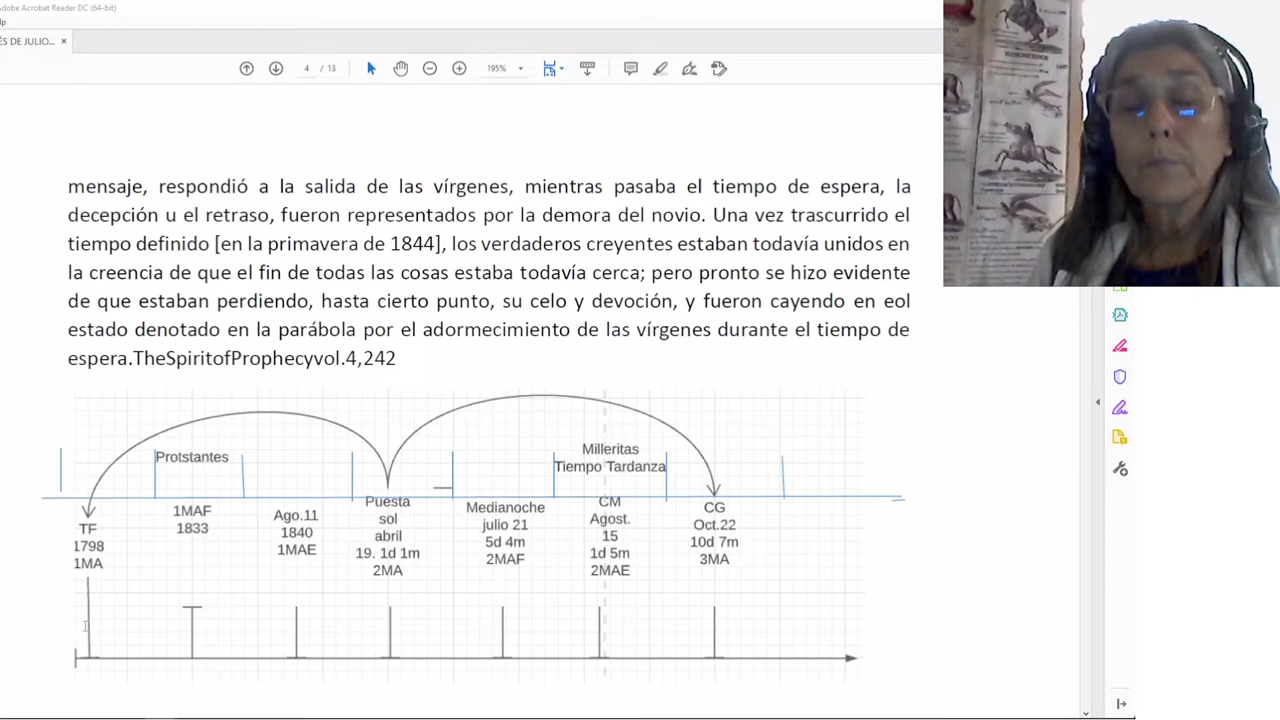 Adobe Acrobat Reader DC (64-bit)
lp
ÉS DE JULIO... ×
4 / 13
195%
mensaje, respondió a la salida de las vírgenes, mientras pasaba el tiempo de espera, la
decepción u el retraso, fueron representados por la demora del novio. Una vez trascurrido el
tiempo definido [en la primavera de 1844], los verdaderos creyentes estaban todavía unidos en
la creencia de que el fin de todas las cosas estaba todavía cerca; pero pronto se hizo evidente
de que estaban perdiendo, hasta cierto punto, su celo y devoción, y fueron cayendo en eol
estado denotado en la parábola por el adormecimiento de las vírgenes durante el tiempo de
espera.TheSpiritofProphecyvol.4,242
Protstantes
Milleritas
Tiempo Tardanza
TF
1798
1MA
1MAF
1833
Ago.11
1840
1MAE
Puesta
sol
abril
19. 1d 1m
2MA
Medianoche
julio 21
5d 4m
2MAF
CM
Agost.
15
1d 5m
2MAE
CG
Oct.22
10d 7m
3MA